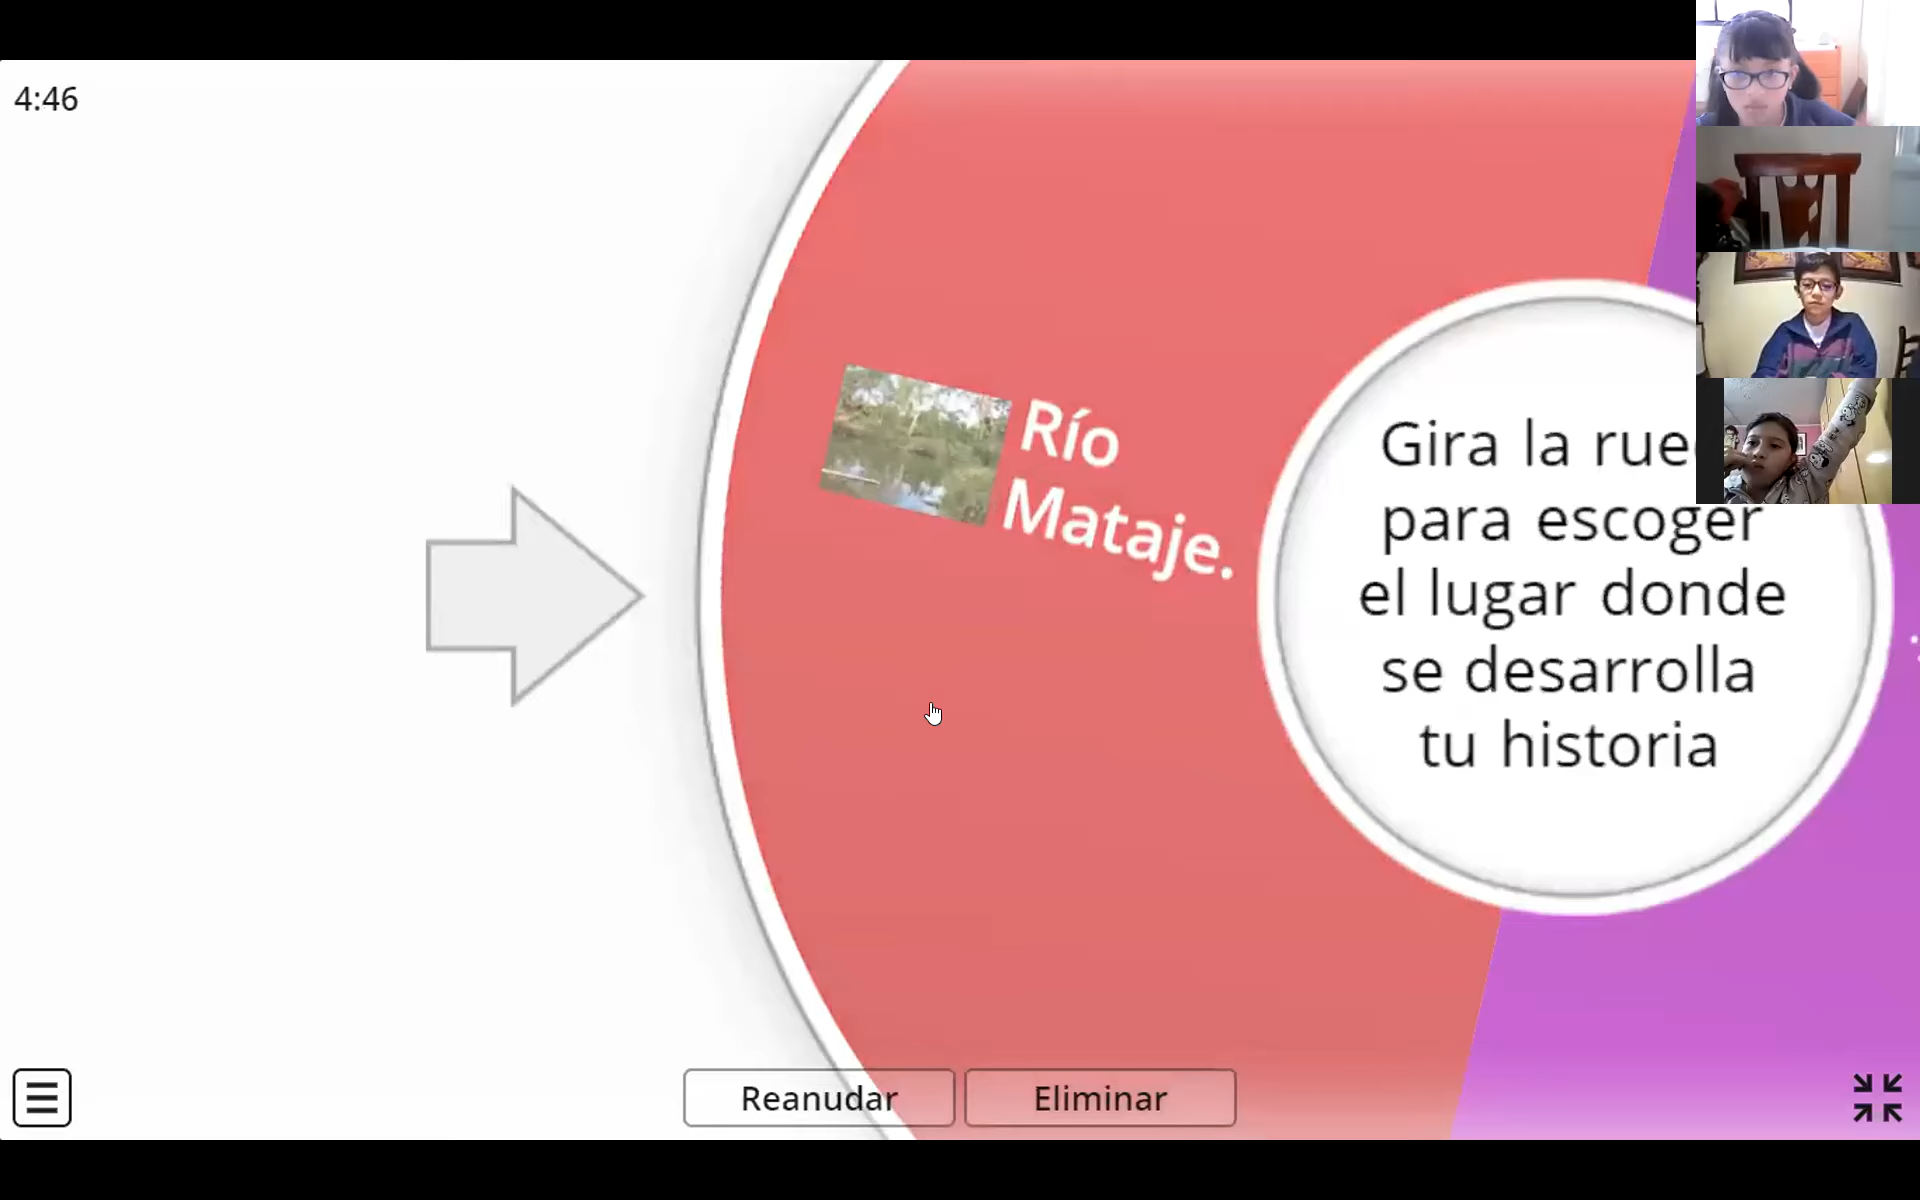 4:46
Río
Mataje.
Gira la rue
para escoger
el lugar donde
se desarrolla
tu historia
Reanudar
Eliminar